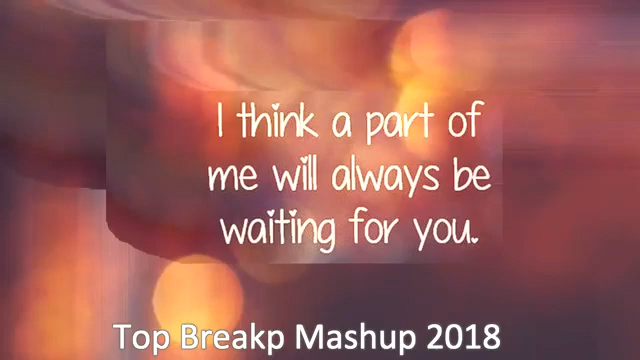 I think a part of
me will always be
waiting for you.
Top Breakp Mashup 2018